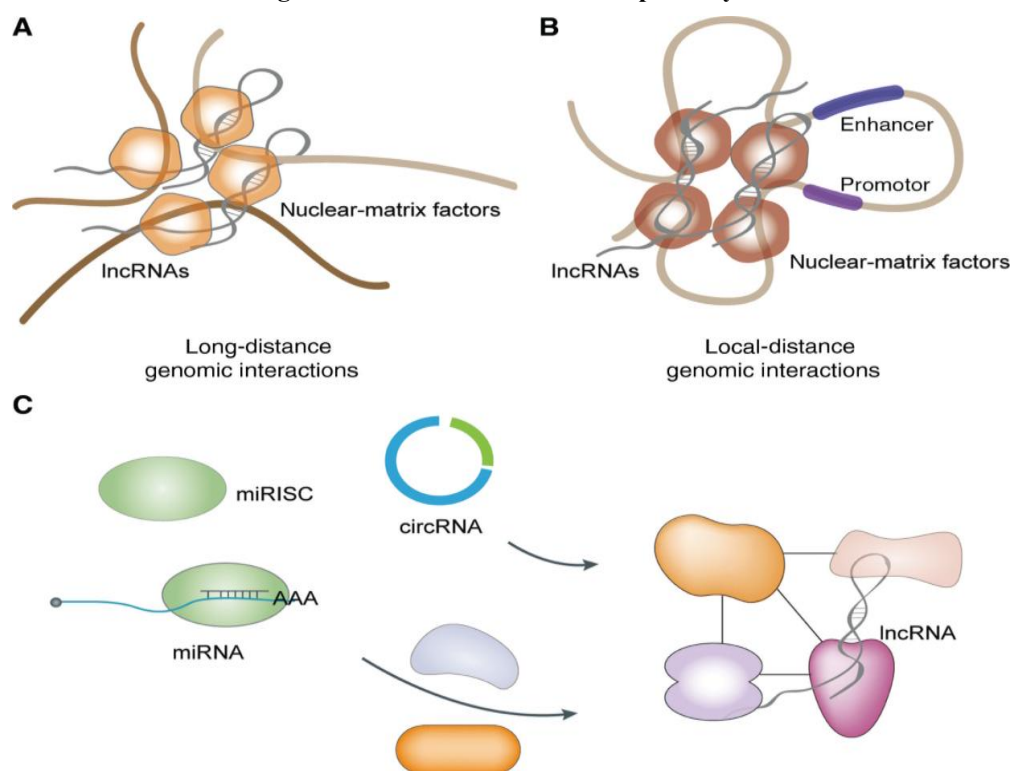 A
B
Enhancer
Promotor
Nuclear-matrix factors
lncRNAs
lncRNAs
Nuclear-matrix factors
Long-distance
genomic interactions
Local-distance
genomic interactions
C
miRISC
circRNA
AAA
miRNA
lncRNA